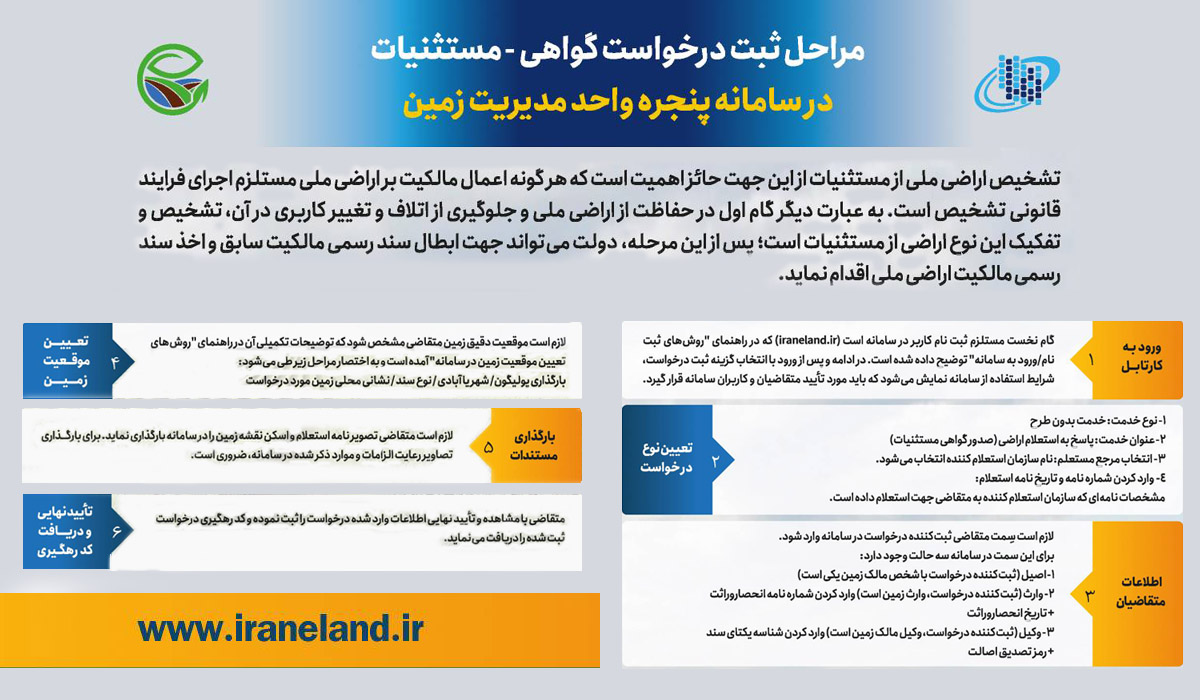 مراحل ثبت درخواست گواهی - مستثنیات
در سامانه پنجره واحد مدیریت زمین
تشخیص اراضی ملی از مستثنیات از این جهت حائز اهمیت است که هر گونه اعمال مالکیت بر اراضی ملی مستلزم اجرای فرایند
قانونی تشخیص است. به عبارت دیگر گام اول در حفاظت از اراضی ملی و جلوگیری از اتلاف و تغییر کاربری در آن، تشخیص و
تفکیک این نوع اراضی از مستثنیات است؛ پس از این مرحله، دولت می‌تواند جهت ابطال سند رسمی مالکیت سابق و اخذ سند
رسمی مالکیت اراضی ملی اقدام نماید.
ورود به
کارتابل
۱
گام نخست مستلزم ثبت نام کاربر در سامانه است (iraneland.ir) که در راهنمای "روش‌های ثبت
نام/ورود به سامانه" توضیح داده شده است. در ادامه و پس از ورود با انتخاب گزینه ثبت درخواست،
شرایط استفاده از سامانه نمایش می‌شود که باید مورد تأیید متقاضیان و کاربران سامانه قرار گیرد.
تعیین نوع
درخواست
۲
۱-نوع خدمت: خدمت بدون طرح
۲-عنوان خدمت: پاسخ به استعلام اراضی (صدور گواهی مستثنیات)
۳- انتخاب مرجع مستعلم: نام سازمان استعلام کننده انتخاب می‌شود.
٤- وارد کردن شماره نامه و تاریخ نامه استعلام:
مشخصات نامه‌ای که سازمان استعلام کننده به متقاضی جهت استعلام داده است.
اطلاعات
متقاضیان
۳
لازم است سِمت متقاضی ثبت‌کننده درخواست در سامانه وارد شود.
برای این سمت در سامانه سه حالت وجود دارد:
۱-اصیل (ثبت‌کننده درخواست با شخص مالک زمین یکی است)
۲-وارث (ثبت‌کننده درخواست، وارث زمین است) وارد کردن شماره نامه انحصاروراثت
+ تاریخ انحصاروراثت
۳-وکیل (ثبت‌کننده درخواست، وکیل مالک زمین است) وارد کردن شناسه یکتای سند
+ رمز تصدیق اصالت
تعیین
موقعیت
زمین
۴
لازم است موقعیت دقیق زمین متقاضی مشخص شود که توضیحات تکمیلی آن در راهنمای "روش‌های
تعیین موقعیت زمین در سامانه" آمده است و به اختصار مراحل زیر طی می‌شود:
بارگذاری پولیگون/ شهر یا آبادی / نوع سند/ نشانی محلی زمین مورد درخواست
بارگذاری
مستندات
۵
لازم است متقاضی تصویر نامه استعلام و اسکن نقشه زمین را در سامانه بارگذاری نماید. برای بارگذاری
تصاویر رعایت الزامات و موارد ذکر شده در سامانه، ضروری است.
تأیید نهایی
و دریافت
کد رهگیری
۶
متقاضی با مشاهده و تأیید نهایی اطلاعات وارد شده درخواست را ثبت نموده و کد رهگیری درخواست
ثبت شده را دریافت می نماید.
www.iraneland.ir